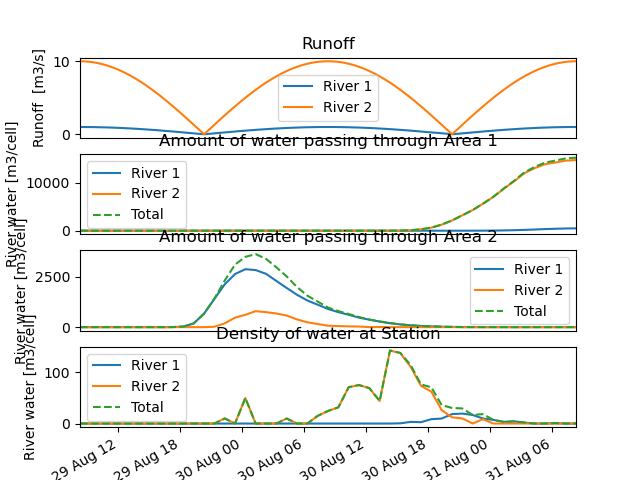 Runoff
Runoff [m3/s]
10
0
River 1
River 2
Amount of water passing through Area 1
River water [m3/cell]
10000
0
River 1
River 2
Total
Amount of water passing through Area 2
River water [m3/cell]
2500
0
River 1
River 2
Total
Density of water at Station
River water [m3/cell]
100
0
River 1
River 2
Total
29 Aug 12
29 Aug 18
30 Aug 00
30 Aug 06
30 Aug 12
30 Aug 18
31 Aug 00
31 Aug 06